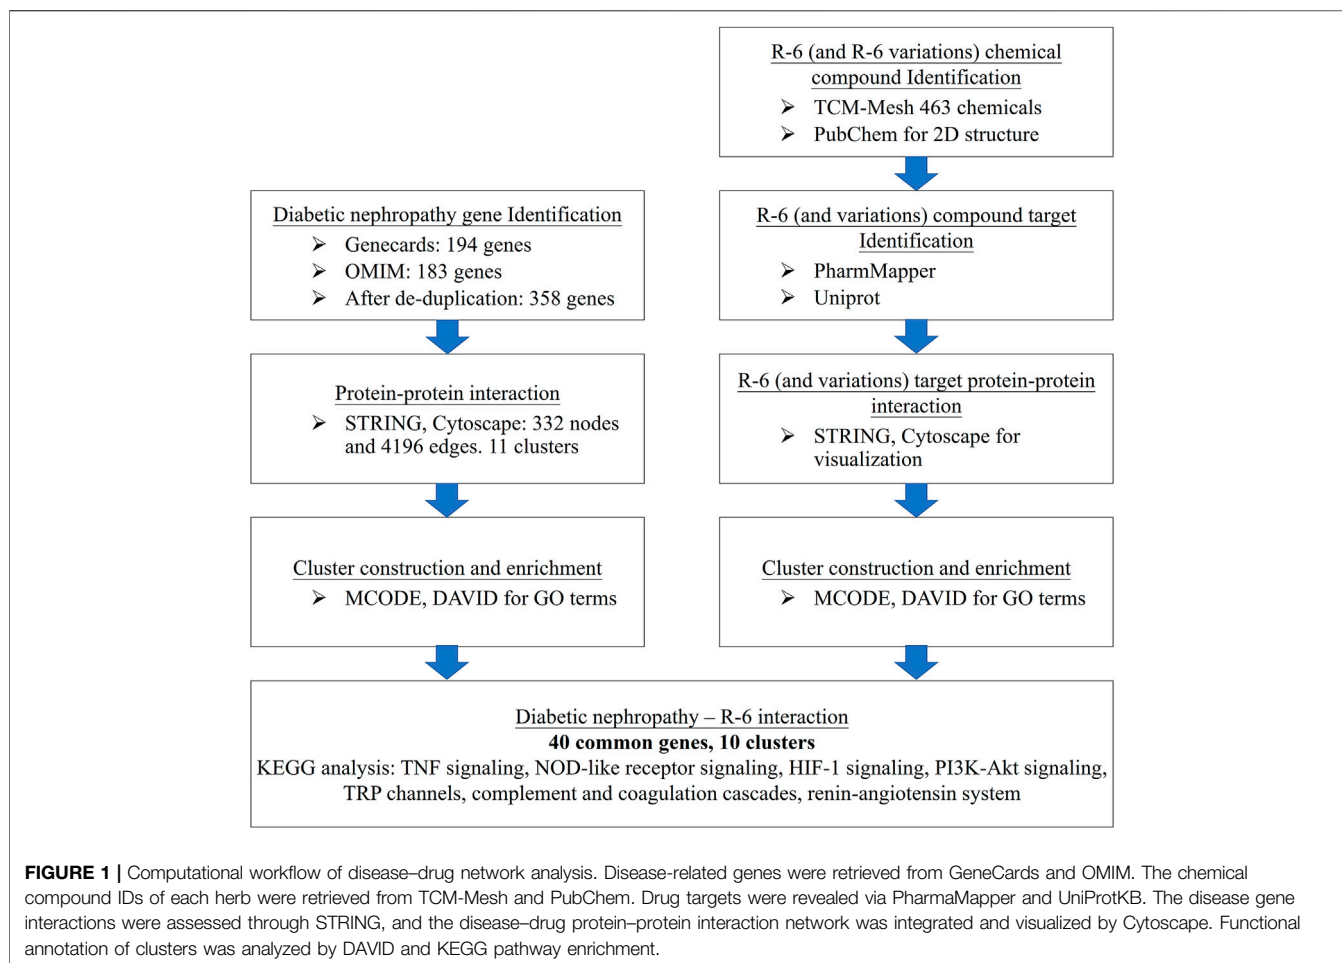 R-6 (and R-6 variations) chemical
compound Identification
➢ TCM-Mesh 463 chemicals
➢ PubChem for 2D structure
Diabetic nephropathy gene Identification
➢ Genecards: 194 genes
➢ OMIM: 183 genes
➢ After de-duplication: 358 genes
R-6 (and variations) compound target
Identification
➢ PharmMapper
➢ Uniprot
Protein-protein interaction
➢ STRING, Cytoscape: 332 nodes
and 4196 edges. 11 clusters
R-6 (and variations) target protein-protein
interaction
➢ STRING, Cytoscape for
visualization
Cluster construction and enrichment
➢ MCODE, DAVID for GO terms
Cluster construction and enrichment
➢ MCODE, DAVID for GO terms
Diabetic nephropathy – R-6 interaction
40 common genes, 10 clusters
KEGG analysis: TNF signaling, NOD-like receptor signaling, HIF-1 signaling, PI3K-Akt signaling,
TRP channels, complement and coagulation cascades, renin-angiotensin system
FIGURE 1 | Computational workflow of disease–drug network analysis. Disease-related genes were retrieved from GeneCards and OMIM. The chemical
compound IDs of each herb were retrieved from TCM-Mesh and PubChem. Drug targets were revealed via PharmaMapper and UniProtKB. The disease gene
interactions were assessed through STRING, and the disease–drug protein–protein interaction network was integrated and visualized by Cytoscape. Functional
annotation of clusters was analyzed by DAVID and KEGG pathway enrichment.